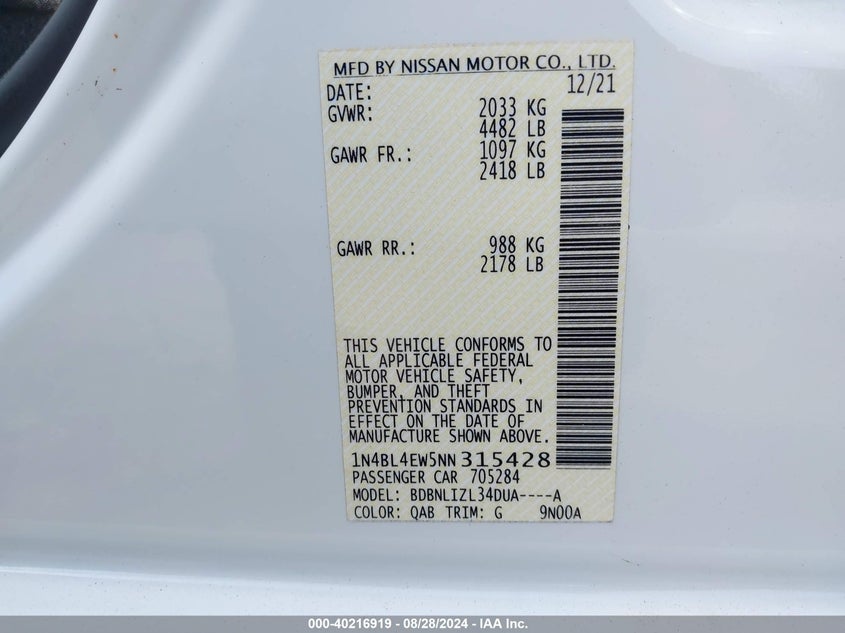 MFD BY NISSAN MOTOR CO., LTD.
DATE: 12/21
GVWR: 2033 KG
4482 LB
GAWR FR.: 1097 KG
2418 LB
GAWR RR.: 988 KG
2178 LB
THIS VEHICLE CONFORMS TO
ALL APPLICABLE FEDERAL
MOTOR VEHICLE SAFETY,
BUMPER, AND THEFT
PREVENTION STANDARDS IN
EFFECT ON THE DATE OF
MANUFACTURE SHOWN ABOVE.
1N4BL4EW5NN315428
PASSENGER CAR 705284
MODEL: BDBNLIZL34DUA----A
COLOR: QAB TRIM: G 9N00A
000-40216919 - 08/28/2024 - IAA Inc.